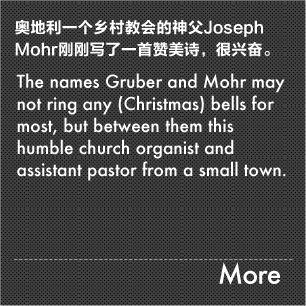 奥地利一个乡村教会的神父Joseph
Mohr刚刚写了一首赞美诗，很兴奋。
The names Gruber and Mohr may
not ring any (Christmas) bells for
most, but between them this
humble church organist and
assistant pastor from a small town.
More